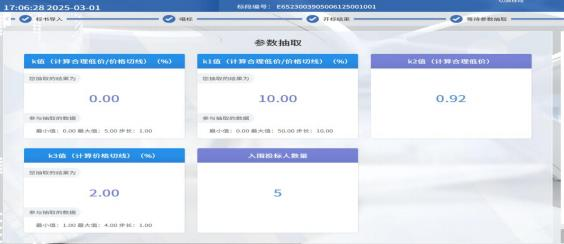 17:06:28 2025-03-01
标段编号: E6523003905006125001001
标书导入
唱标
开标结果
等待参数抽取
参数抽取
k值（计算合理低价/价格切线）（%）
k1值（计算合理低价/价格切线）（%）
k2值（计算合理低价）
您抽取的结果为
您抽取的结果为
0.00
10.00
0.92
参与抽取的数据
参与抽取的数据
最小值: 0.00 最大值: 5.00 步长: 1.00
最小值: 0.00 最大值: 50.00 步长: 10.00
k3值（计算价格切线）（%）
入围投标人数量
您抽取的结果为
2.00
5
参与抽取的数据
最小值: 1.00 最大值: 4.00 步长: 1.00